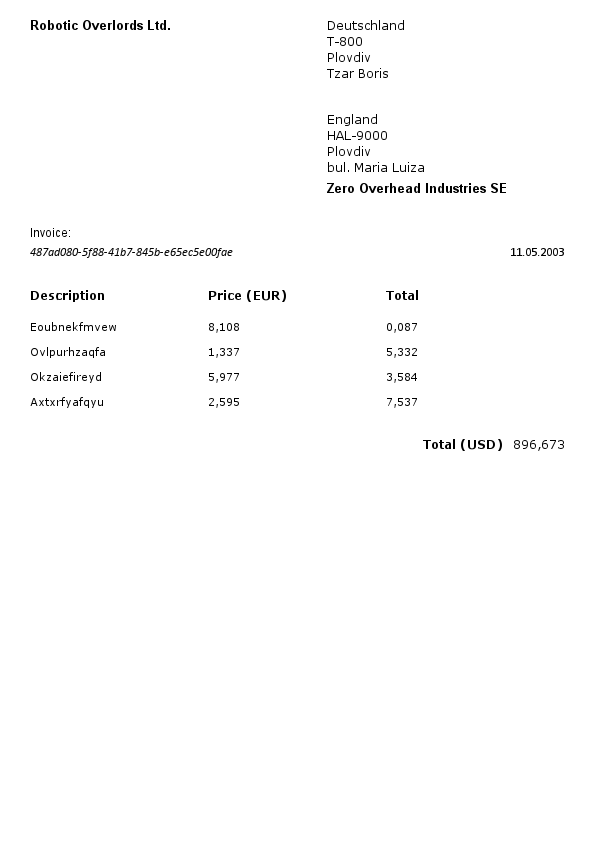 Robotic Overlords Ltd.
Deutschland
T-800
Plovdiv
Tzar Boris
England
HAL-9000
Plovdiv
bul. Maria Luiza
Zero Overhead Industries SE
Invoice:
487ad080-5f88-41b7-845b-e65ec5e00fae 11.05.2003
Description Price (EUR) Total
Eoubnekfmvew 8,108 0,087
Ovlpurhzaqfa 1,337 5,332
Okzaiefireyd 5,977 3,584
Axtxrfyafqyu 2,595 7,537
Total (USD) 896,673